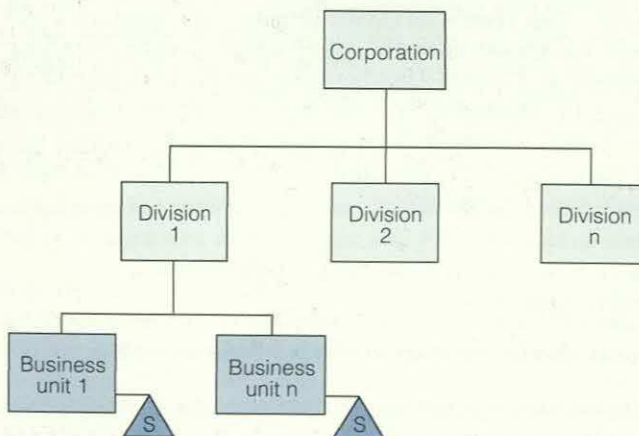 Corporation
Division
1
Division
2
Division
n
Business
unit 1
Business
unit n
S
S